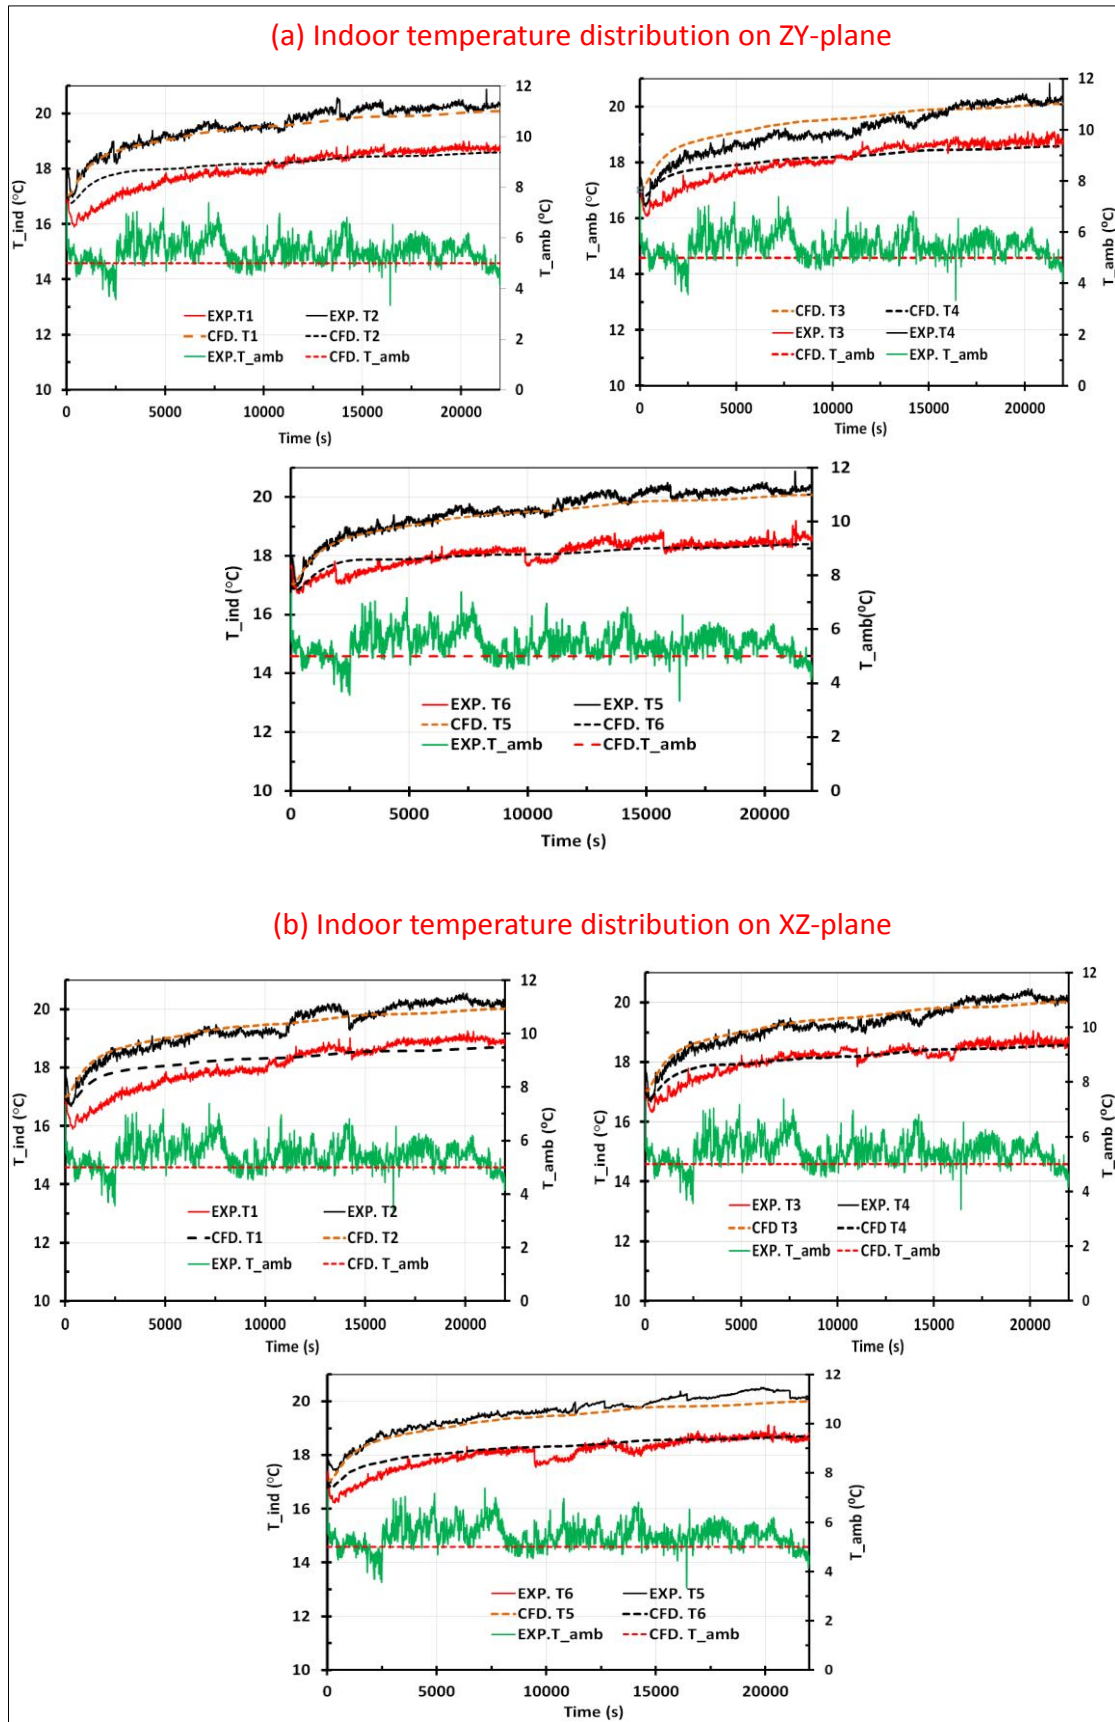 (a) Indoor temperature distribution on ZY-plane
20
18
16
14
12
10
T_ind (°C)
12
10
8
6
4
2
0
T_amb (°C)
EXP.T1 EXP. T2
CFD. T1 CFD. T2
EXP.T_amb CFD. T_amb
0 5000 10000 15000 20000
Time (s)
20
18
16
14
12
10
T_amb (°C)
12
10
8
6
4
2
0
T_amb (°C)
CFD. T3 CFD. T4
EXP. T3 EXP.T4
CFD. T_amb EXP. T_amb
0 5000 10000 15000 20000
Time (s)
20
18
16
14
12
10
T_ind (°C)
12
10
8
6
4
2
0
T_amb(°C)
EXP. T6 EXP. T5
CFD. T5 CFD. T6
EXP.T_amb CFD.T_amb
0 5000 10000 15000 20000
Time (s)
(b) Indoor temperature distribution on XZ-plane
20
18
16
14
12
10
T_ind (°C)
12
10
8
6
4
2
0
T_amb (°C)
EXP.T1 EXP. T2
CFD. T1 CFD. T2
EXP. T_amb CFD. T_amb
0 5000 10000 15000 20000
Time (s)
20
18
16
14
12
10
T_ind (°C)
12
10
8
6
4
2
0
T_amb (°C)
EXP. T3 EXP. T4
CFD T3 CFD T4
EXP. T_amb CFD. T_amb
0 5000 10000 15000 20000
Time (s)
20
18
16
14
12
10
T_ind (°C)
12
10
8
6
4
2
0
T_amb (°C)
EXP. T6 EXP. T5
CFD. T5 CFD. T6
EXP.T_amb CFD. T_amb
0 5000 10000 15000 20000
Time (s)